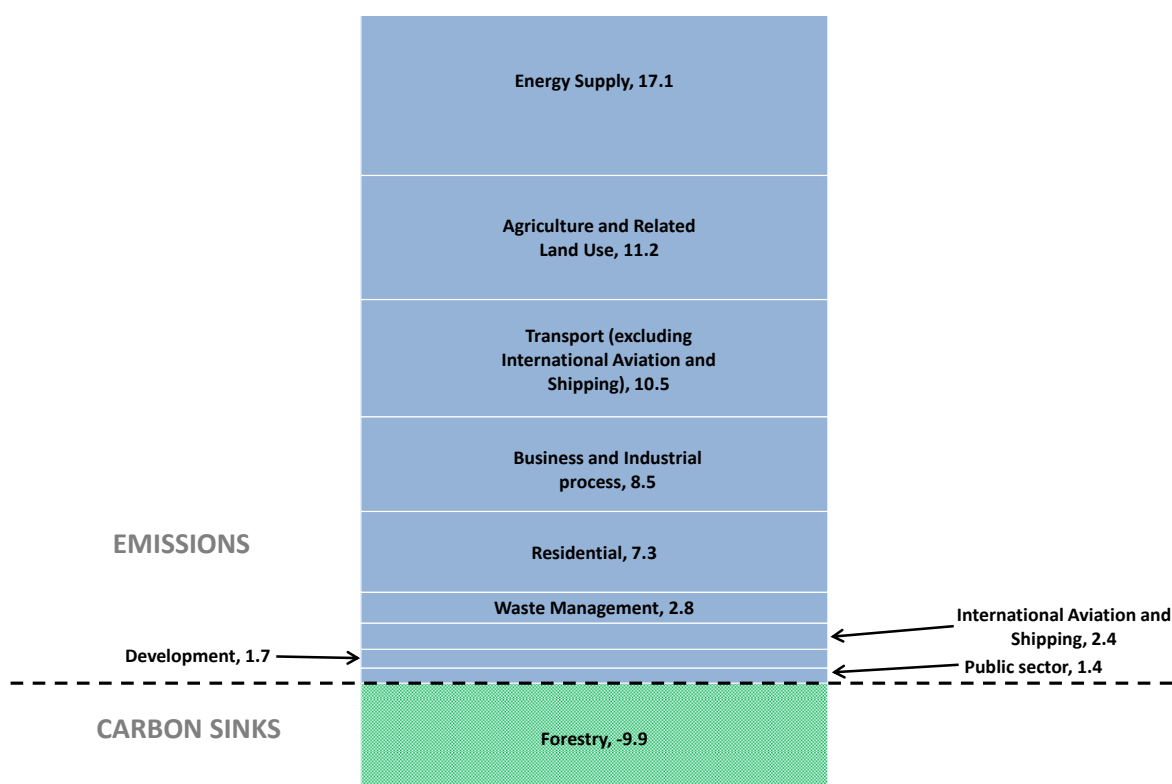 Energy Supply, 17.1
Agriculture and Related
Land Use, 11.2
Transport (excluding
International Aviation and
Shipping), 10.5
Business and Industrial
process, 8.5
EMISSIONS
Residential, 7.3
Waste Management, 2.8
International Aviation and
Shipping, 2.4
Development, 1.7
Public sector, 1.4
CARBON SINKS
Forestry, -9.9